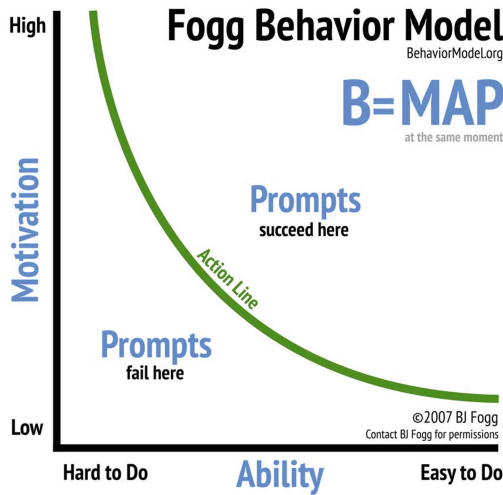 High
Fogg Behavior Model
BehaviorModel.org
B=MAP
at the same moment
Motivation
Prompts
succeed here
Action Line
Prompts
fail here
©2007 BJ Fogg
Contact BJ Fogg for permissions
Low
Hard to Do
Ability
Easy to Do